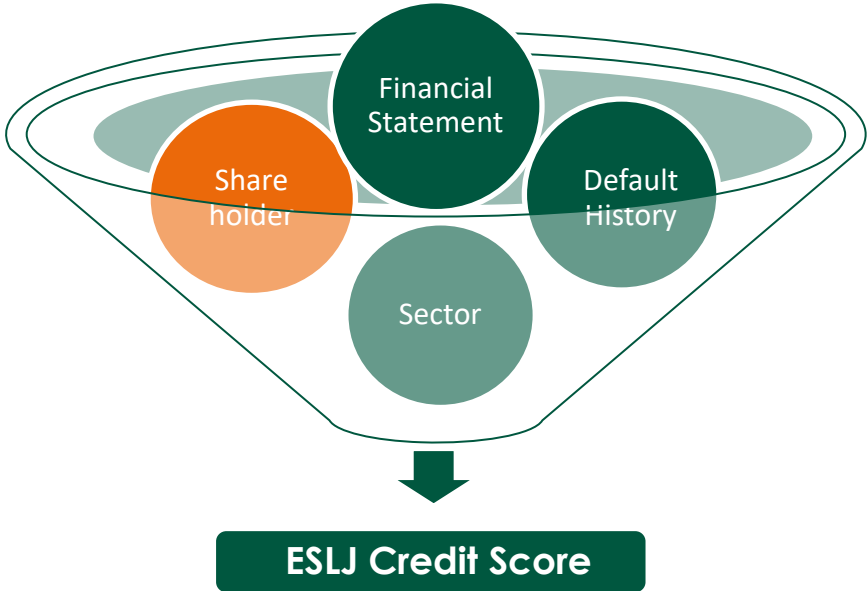 Financial
Statement
Share
holder
Default
History
Sector
ESLJ Credit Score